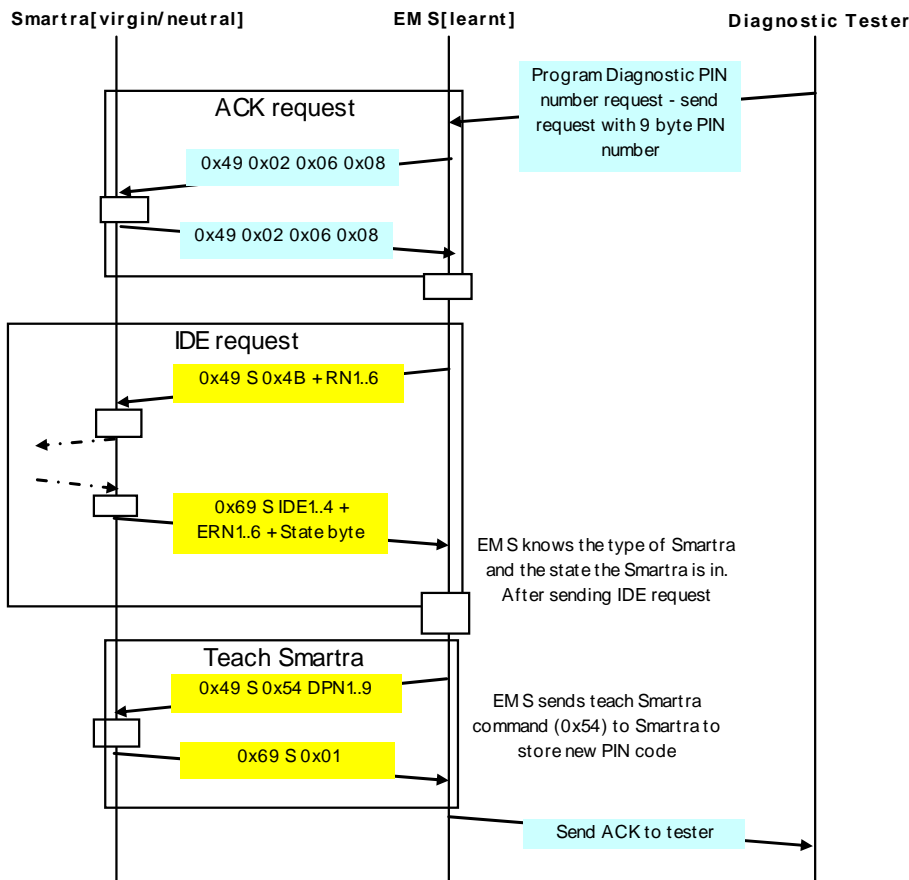 Smartra[virgin/neutral]
EMS[learnt]
Diagnostic Tester
Program Diagnostic PIN
number request - send
request with 9 byte PIN
number
ACK request
0x49 0x02 0x06 0x08
0x49 0x02 0x06 0x08
IDE request
0x49 S 0x4B + RN1..6
0x69 S IDE1..4 +
ERN1..6 + State byte
EMS knows the type of Smartra
and the state the Smartra is in.
After sending IDE request
Teach Smartra
0x49 S 0x54 DPN1..9
EMS sends teach Smartra
command (0x54) to Smartra to
store new PIN code
0x69 S 0x01
Send ACK to tester